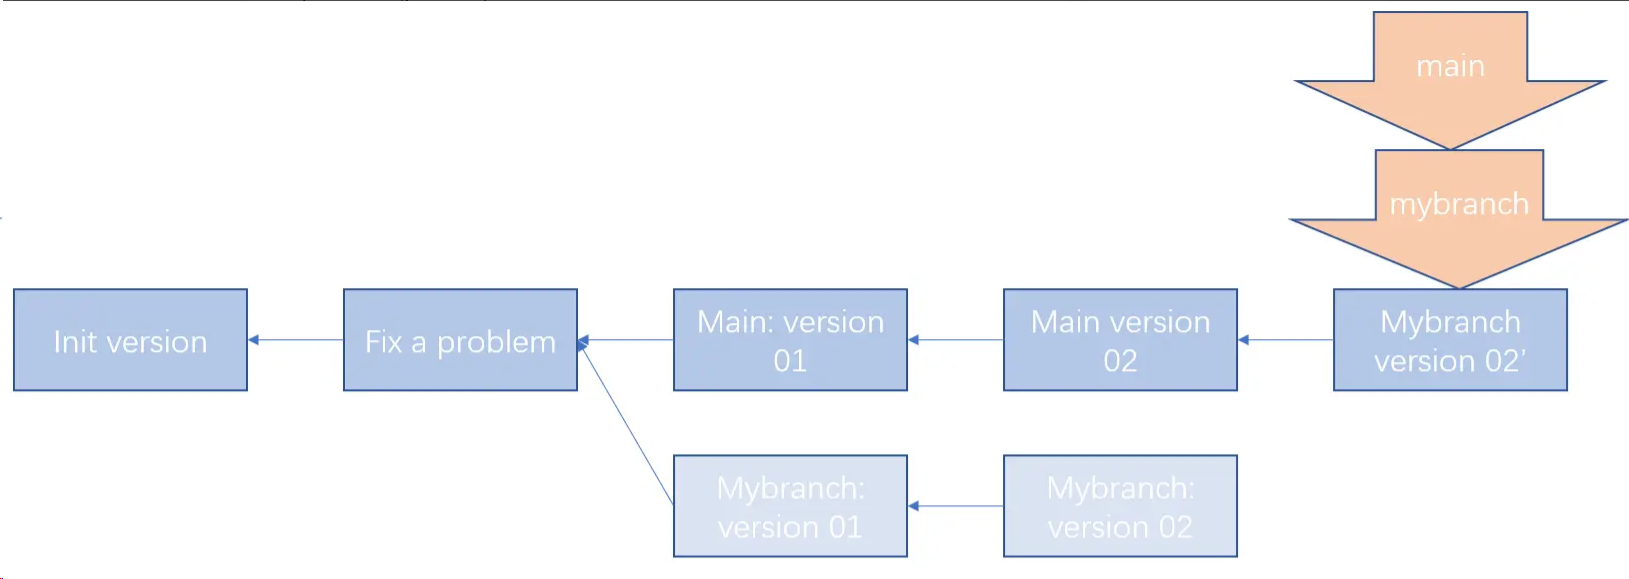 main
mybranch
Init version
Fix a problem
Main: version
01
Main version
02
Mybranch
version 02’
Mybranch:
version 01
Mybranch:
version 02